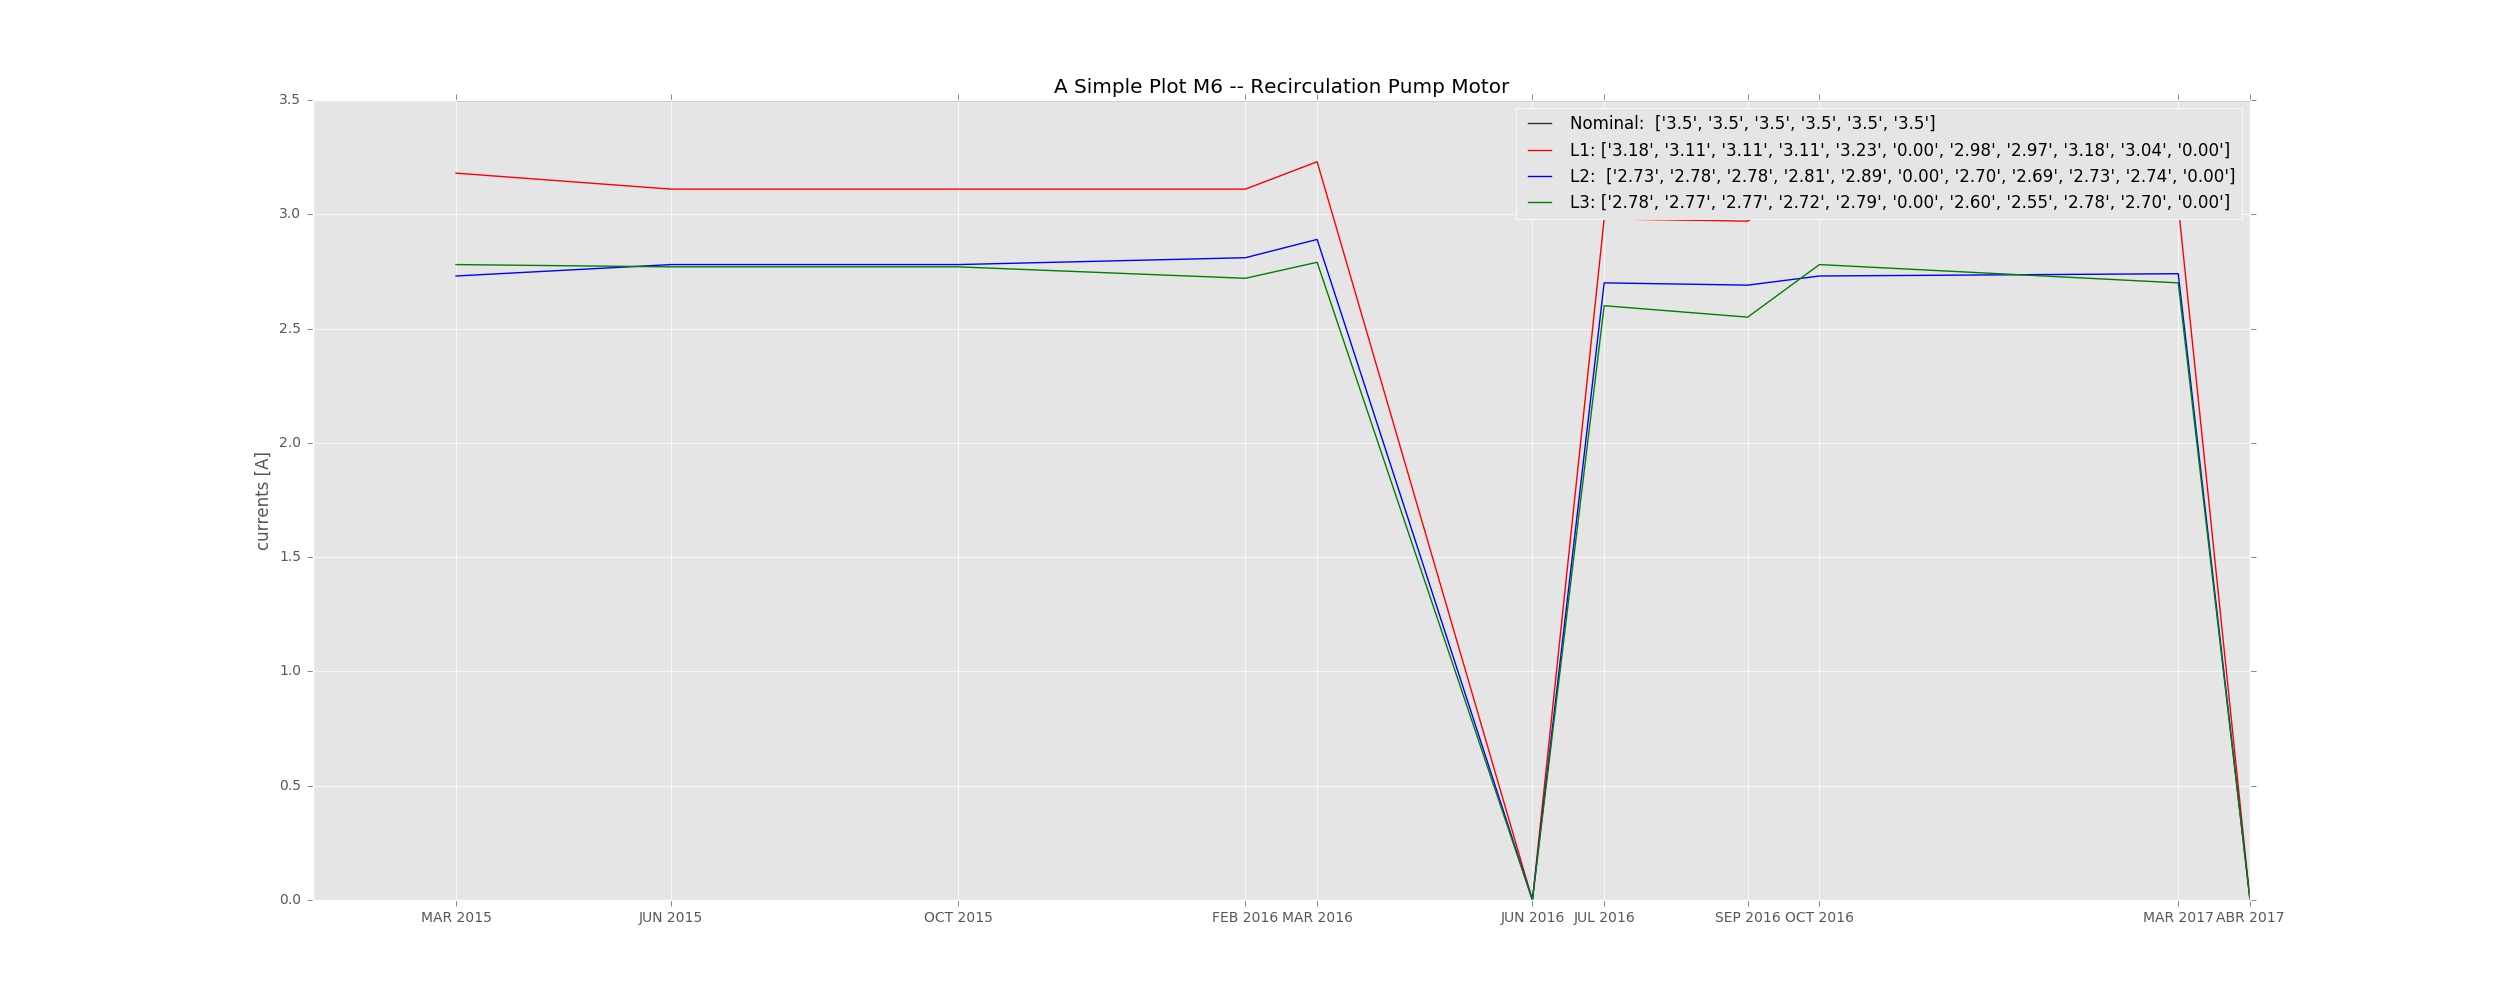 A Simple Plot M6 -- Recirculation Pump Motor
Nominal:  ['3.5', '3.5', '3.5', '3.5', '3.5', '3.5']
L1: ['3.18', '3.11', '3.11', '3.11', '3.23', '0.00', '2.98', '2.97', '3.18', '3.04', '0.00']
L2:  ['2.73', '2.78', '2.78', '2.81', '2.89', '0.00', '2.70', '2.69', '2.73', '2.74', '0.00']
L3: ['2.78', '2.77', '2.77', '2.72', '2.79', '0.00', '2.60', '2.55', '2.78', '2.70', '0.00']
currents [A]
3.5
3.0
2.5
2.0
1.5
1.0
0.5
0.0
MAR 2015 JUN 2015 OCT 2015 FEB 2016 MAR 2016 JUN 2016 JUL 2016 SEP 2016 OCT 2016 MAR 2017 ABR 2017